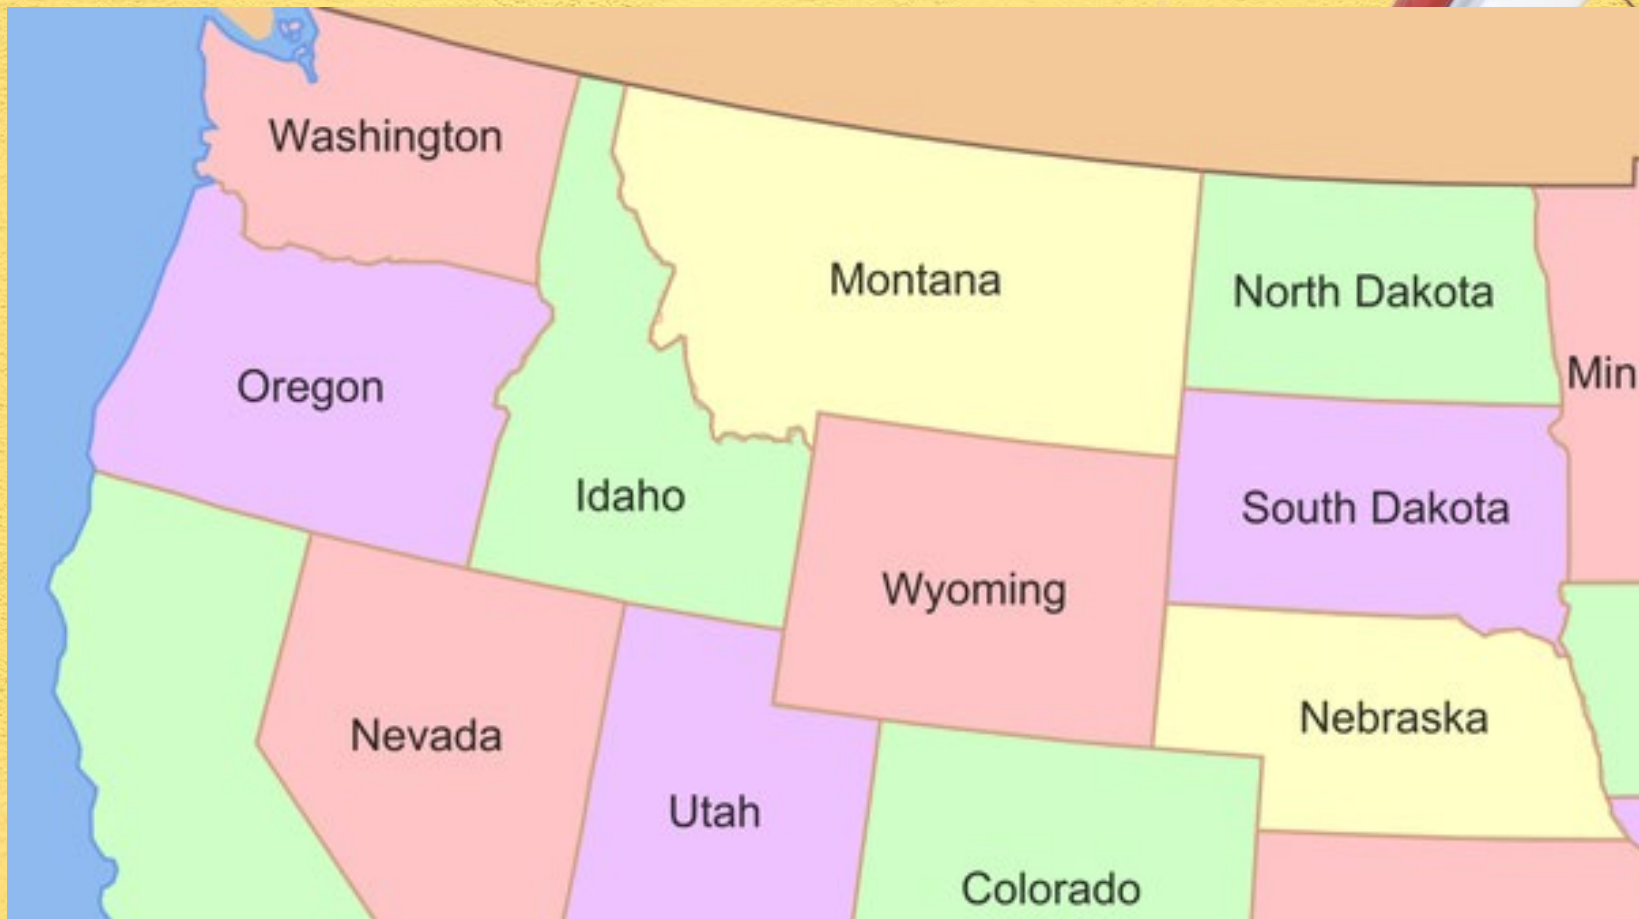 Washington
Montana
North Dakota
Min
Oregon
Idaho
South Dakota
Wyoming
Nebraska
Nevada
Utah
Colorado